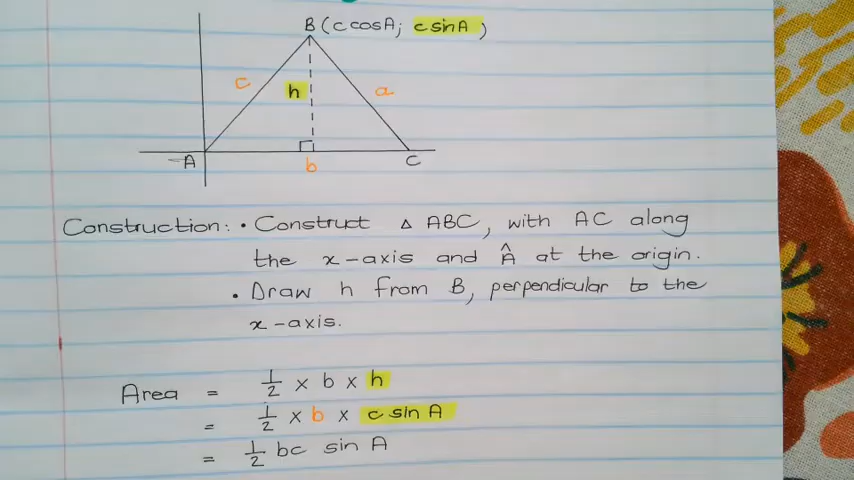 B (c cosA; c sinA)
c
h
a
A
b
C
Construction: • Construct △ ABC, with AC along
the x-axis and Â at the origin.
• Draw h from B, perpendicular to the
x-axis.
Area = 1/2 × b × h
= 1/2 × b × c sin A
= 1/2 bc sin A